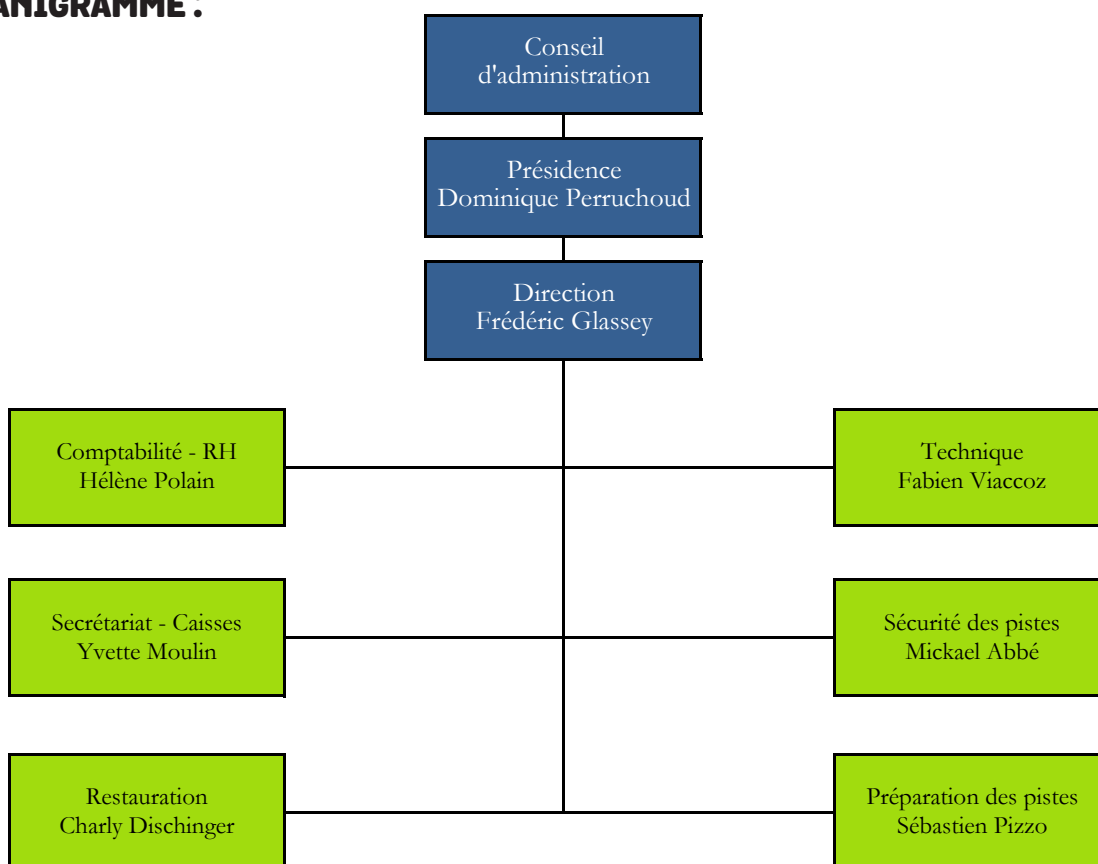 ANIGRAMME :
Conseil
d'administration
Présidence
Dominique Perruchoud
Direction
Frédéric Glassey
Comptabilité - RH
Hélène Polain
Technique
Fabien Viaccoz
Secrétariat - Caisses
Yvette Moulin
Sécurité des pistes
Mickael Abbé
Restauration
Charly Dischinger
Préparation des pistes
Sébastien Pizzo